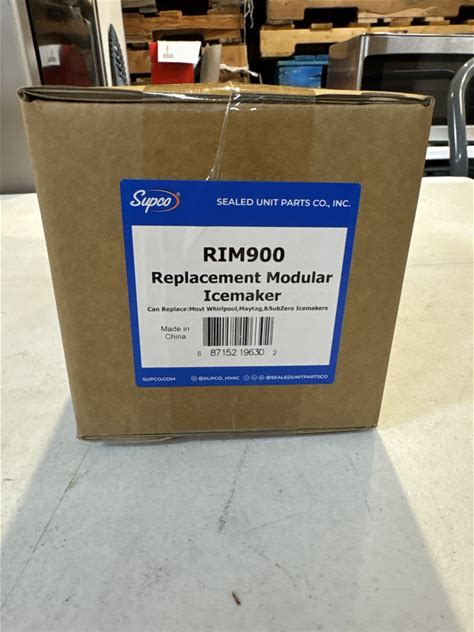 Supco®
SEALED UNIT PARTS CO., INC.
RIM900
Replacement Modular
Icemaker
Can Replace:Most Whirlpool,Maytag,&SubZero Icemakers
Made in
China
6 87152 19630 2
SUPCO.COM
@SUPCO_HVAC
@SEALEDUNITPARTSCO